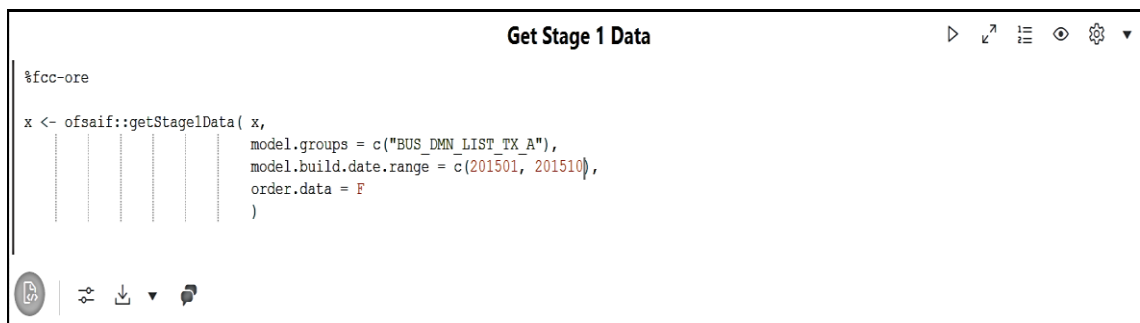 Get Stage 1 Data
%fcc-ore
x <- ofsaif::getStage1Data( x,
model.groups = c("BUS_DMN_LIST_TX_A"),
model.build.date.range = c(201501, 201510),
order.data = F
)